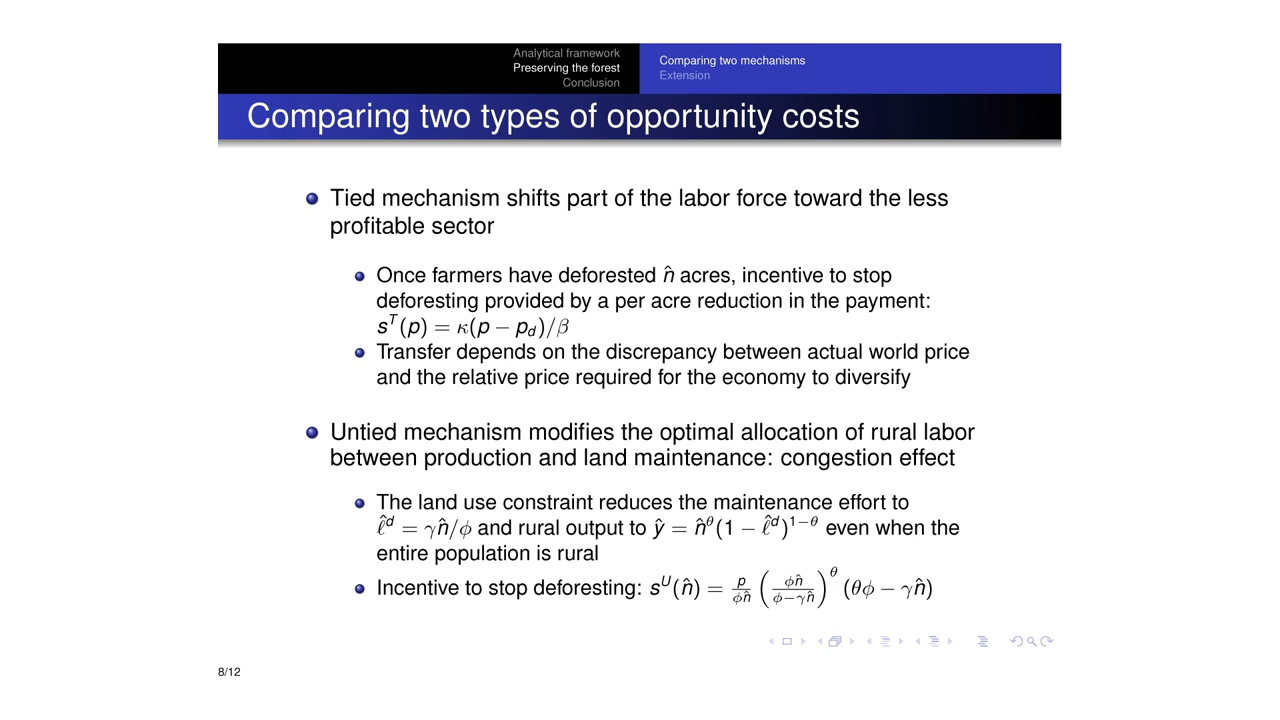 Analytical framework
Preserving the forest
Conclusion
Comparing two mechanisms
Extension
Comparing two types of opportunity costs
Tied mechanism shifts part of the labor force toward the less
profitable sector
Once farmers have deforested n̂ acres, incentive to stop
deforesting provided by a per acre reduction in the payment:
sᵀ(p) = κ(p − p_d)/β
Transfer depends on the discrepancy between actual world price
and the relative price required for the economy to diversify
Untied mechanism modifies the optimal allocation of rural labor
between production and land maintenance: congestion effect
The land use constraint reduces the maintenance effort to
ℓ̂ᵈ = γn̂/φ and rural output to ŷ = n̂^θ(1 − ℓ̂ᵈ)^{1−θ} even when the
entire population is rural
Incentive to stop deforesting: s^U(n̂) = p/(φn̂) (φn̂/(φ−γn̂))^θ (θφ − γn̂)
8/12